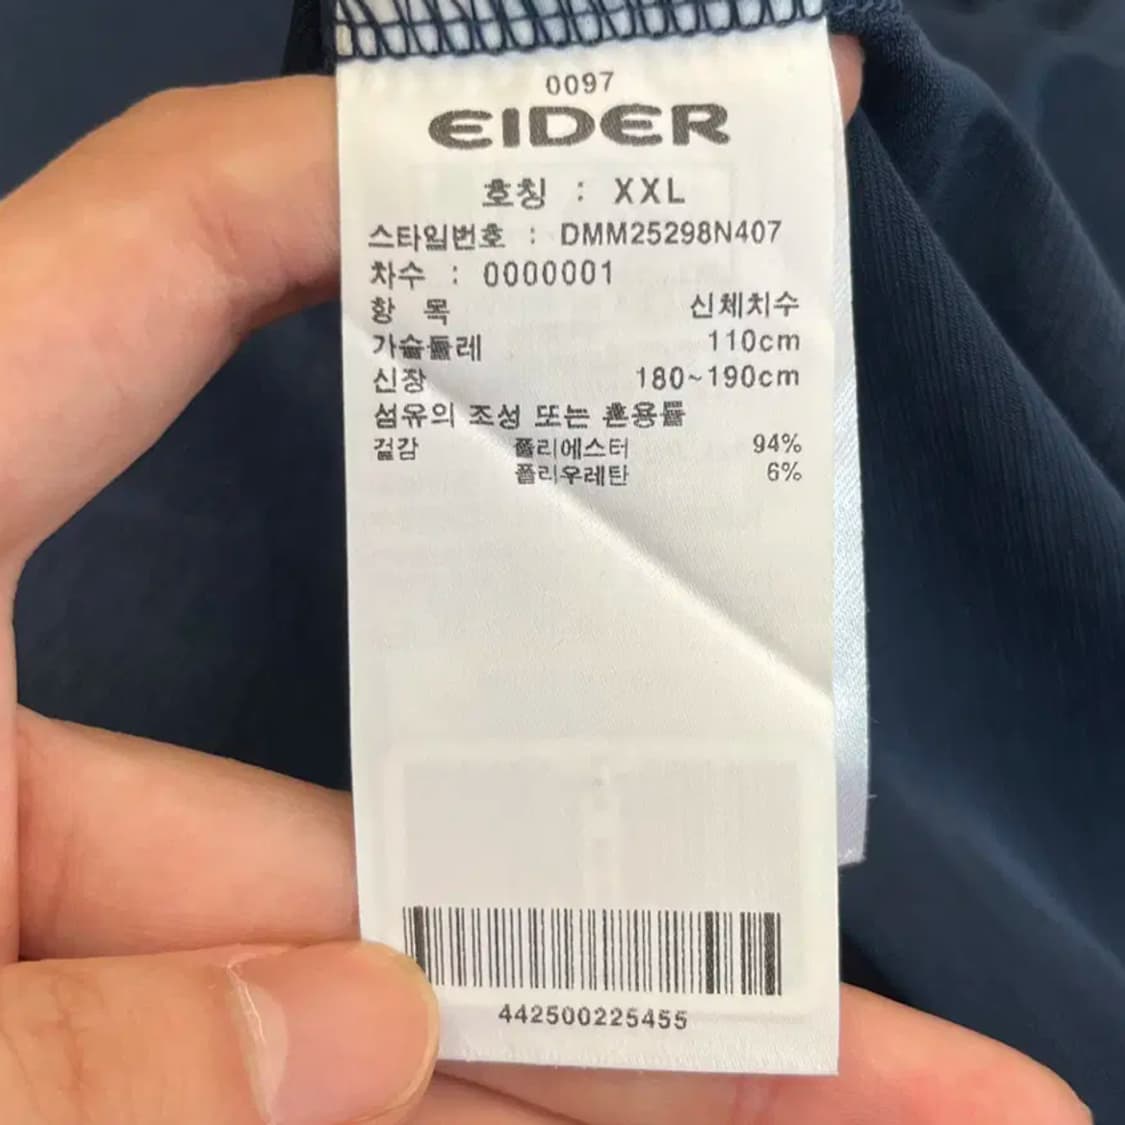 0097
EIDER
호칭 : XXL
스타일번호 : DMM25298N407
차수 : 0000001
항 목 신체치수
가슴둘레 110cm
신장 180~190cm
섬유의 조성 또는 혼용률
겉감 폴리에스터 94%
폴리우레탄 6%
442500225455